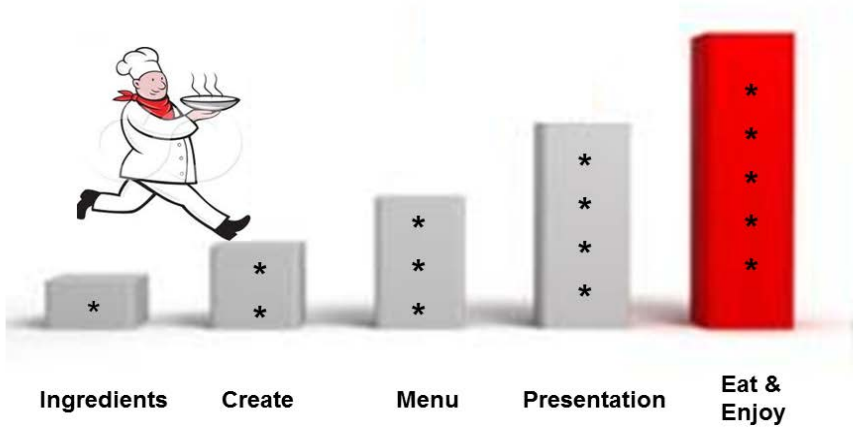 *
* *
* * *
* * * *
* * * * *
Ingredients Create Menu Presentation Eat & Enjoy